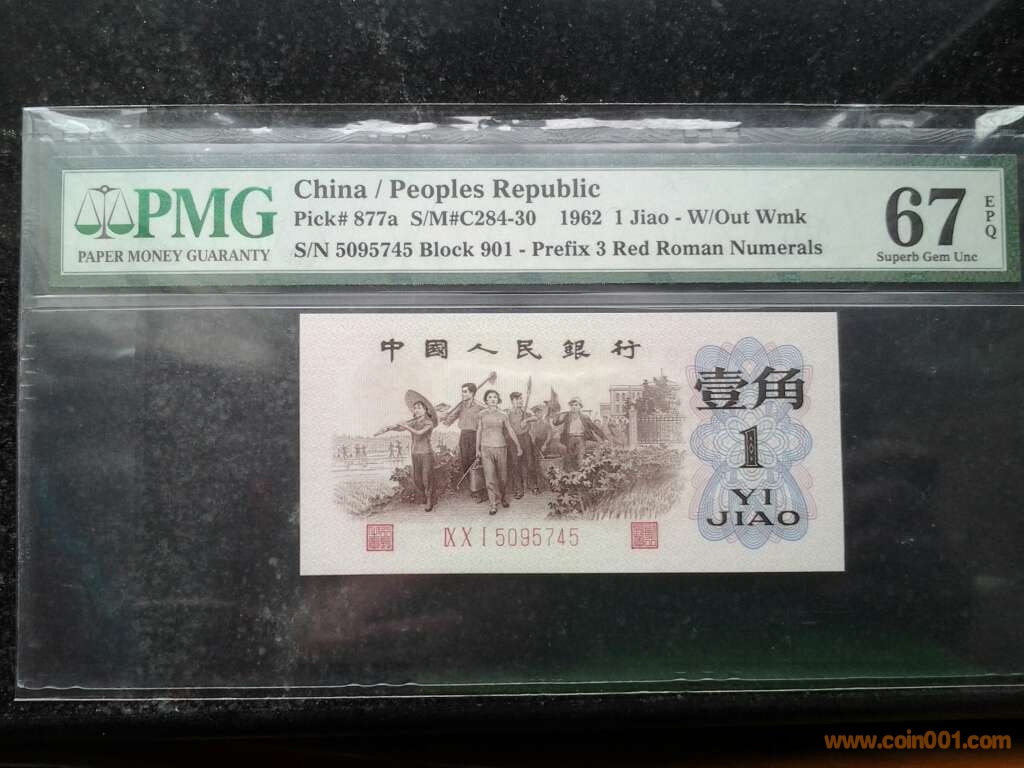 PMG
PAPER MONEY GUARANTY
China / Peoples Republic
Pick# 877a S/M#C284-30 1962 1 Jiao - W/Out Wmk
S/N 5095745 Block 901 - Prefix 3 Red Roman Numerals
67
EPQ
Superb Gem Unc
中國人民銀行
壹角
1
YI
JIAO
IX X I 5095745
www.coin001.com